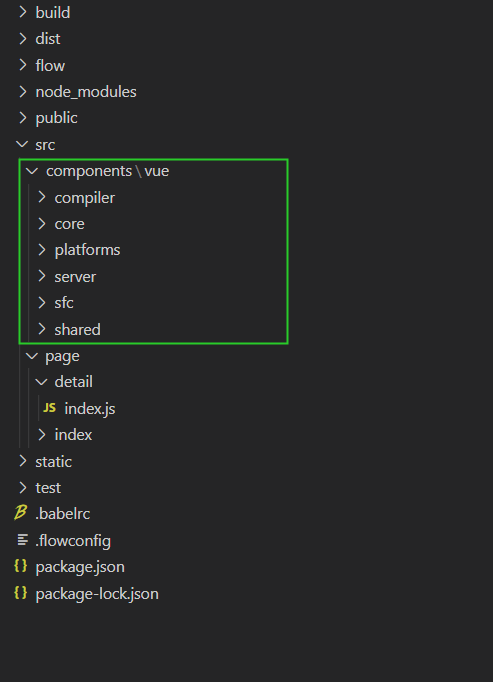 build
dist
flow
node_modules
public
src
components\vue
compiler
core
platforms
server
sfc
shared
page
detail
JS index.js
index
static
test
B .babelrc
.flowconfig
{} package.json
{} package-lock.json